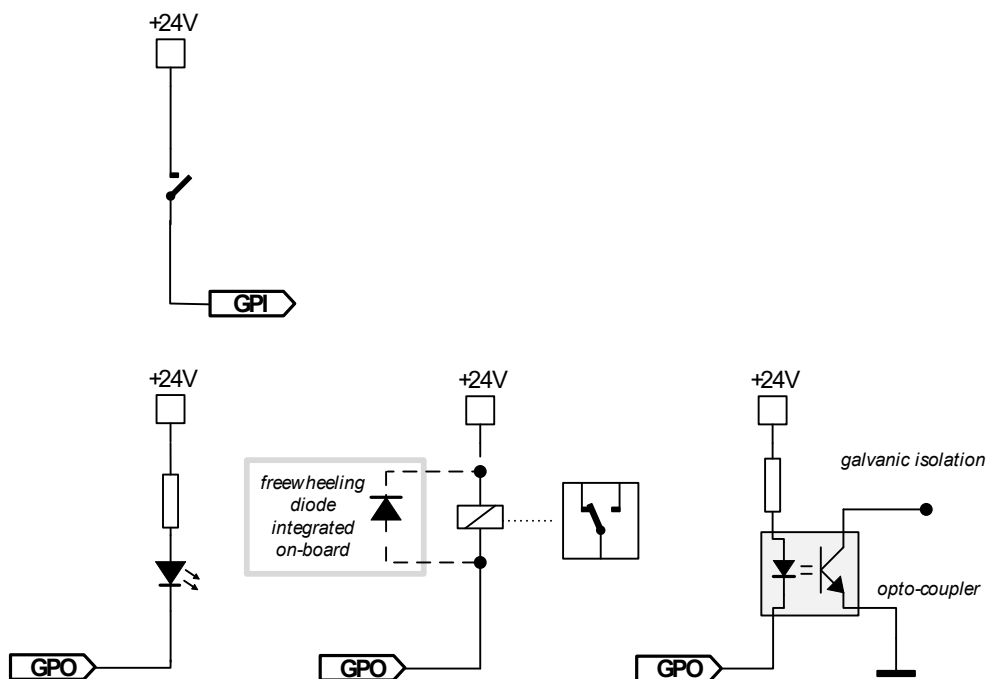 +24V
GPI
+24V
+24V
+24V
galvanic isolation
freewheeling
diode
integrated
on-board
opto-coupler
GPO
GPO
GPO